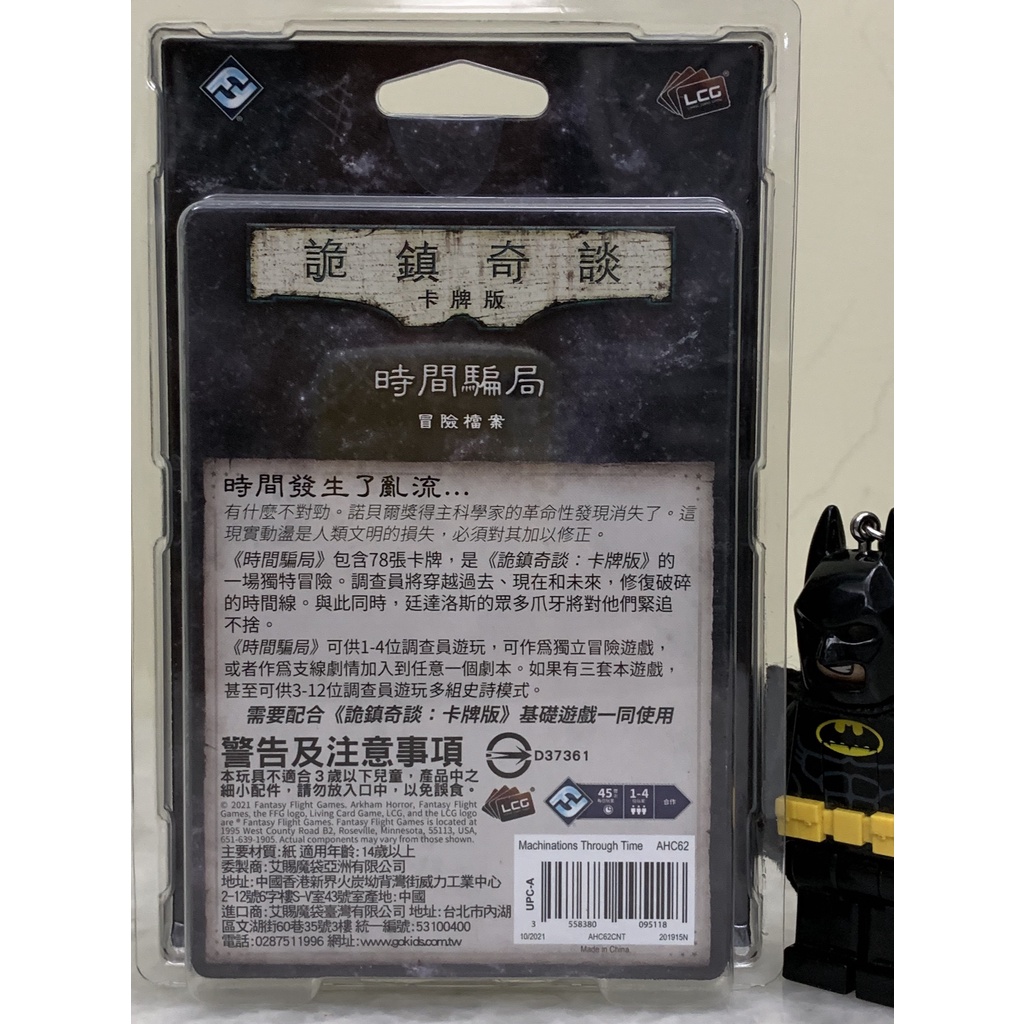 LCG
詭鎮奇談
卡牌版
時間騙局
冒險檔案
時間發生了亂流...
有什麼不對勁。諾貝爾獎得主科學家的革命性發現消失了。這
現實動盪是人類文明的損失,必須對其加以修正。
《時間騙局》包含78張卡牌,是《詭鎮奇談:卡牌版》的
一場獨特冒險。調查員將穿越過去、現在和未來,修復破碎
的時間線。與此同時,廷達洛斯的眾多爪牙將對他們緊追
不捨。
《時間騙局》可供1-4位調查員遊玩,可作爲獨立冒險遊戲,
或者作爲支線劇情加入到任意一個劇本。如果有三套本遊戲,
甚至可供3-12位調查員遊玩多組史詩模式。
需要配合《詭鎮奇談:卡牌版》基礎遊戲一同使用
警告及注意事項
D37361
本玩具不適合3歲以下兒童,產品中之
細小配件,請勿放入口中,以免誤食。
© 2021 Fantasy Flight Games. Arkham Horror, Fantasy Flight
Games, the FFG logo, Living Card Game, LCG, and the LCG logo
are ® Fantasy Flight Games. Fantasy Flight Games is located at
1995 West County Road B2, Roseville, Minnesota, 55113, USA,
651-639-1905. Actual components may vary from those shown.
LCG
45
1-4
合作
主要材質:紙 適用年齡:14歲以上
委製商:艾賜魔袋亞洲有限公司
地址:中國香港新界火炭坳背灣街威力工業中心
2-12號6字樓S-V室43號室產地:中國
進口商:艾賜魔袋臺灣有限公司 地址:台北市內湖
區文湖街60巷35號3樓 統一編號:53100400
電話:0287511996 網址:www.gokids.com.tw
Machinations Through Time AHC62
UPC-A
3 558380 095118
10/2021 AHC62CNT 201915N
Made in China